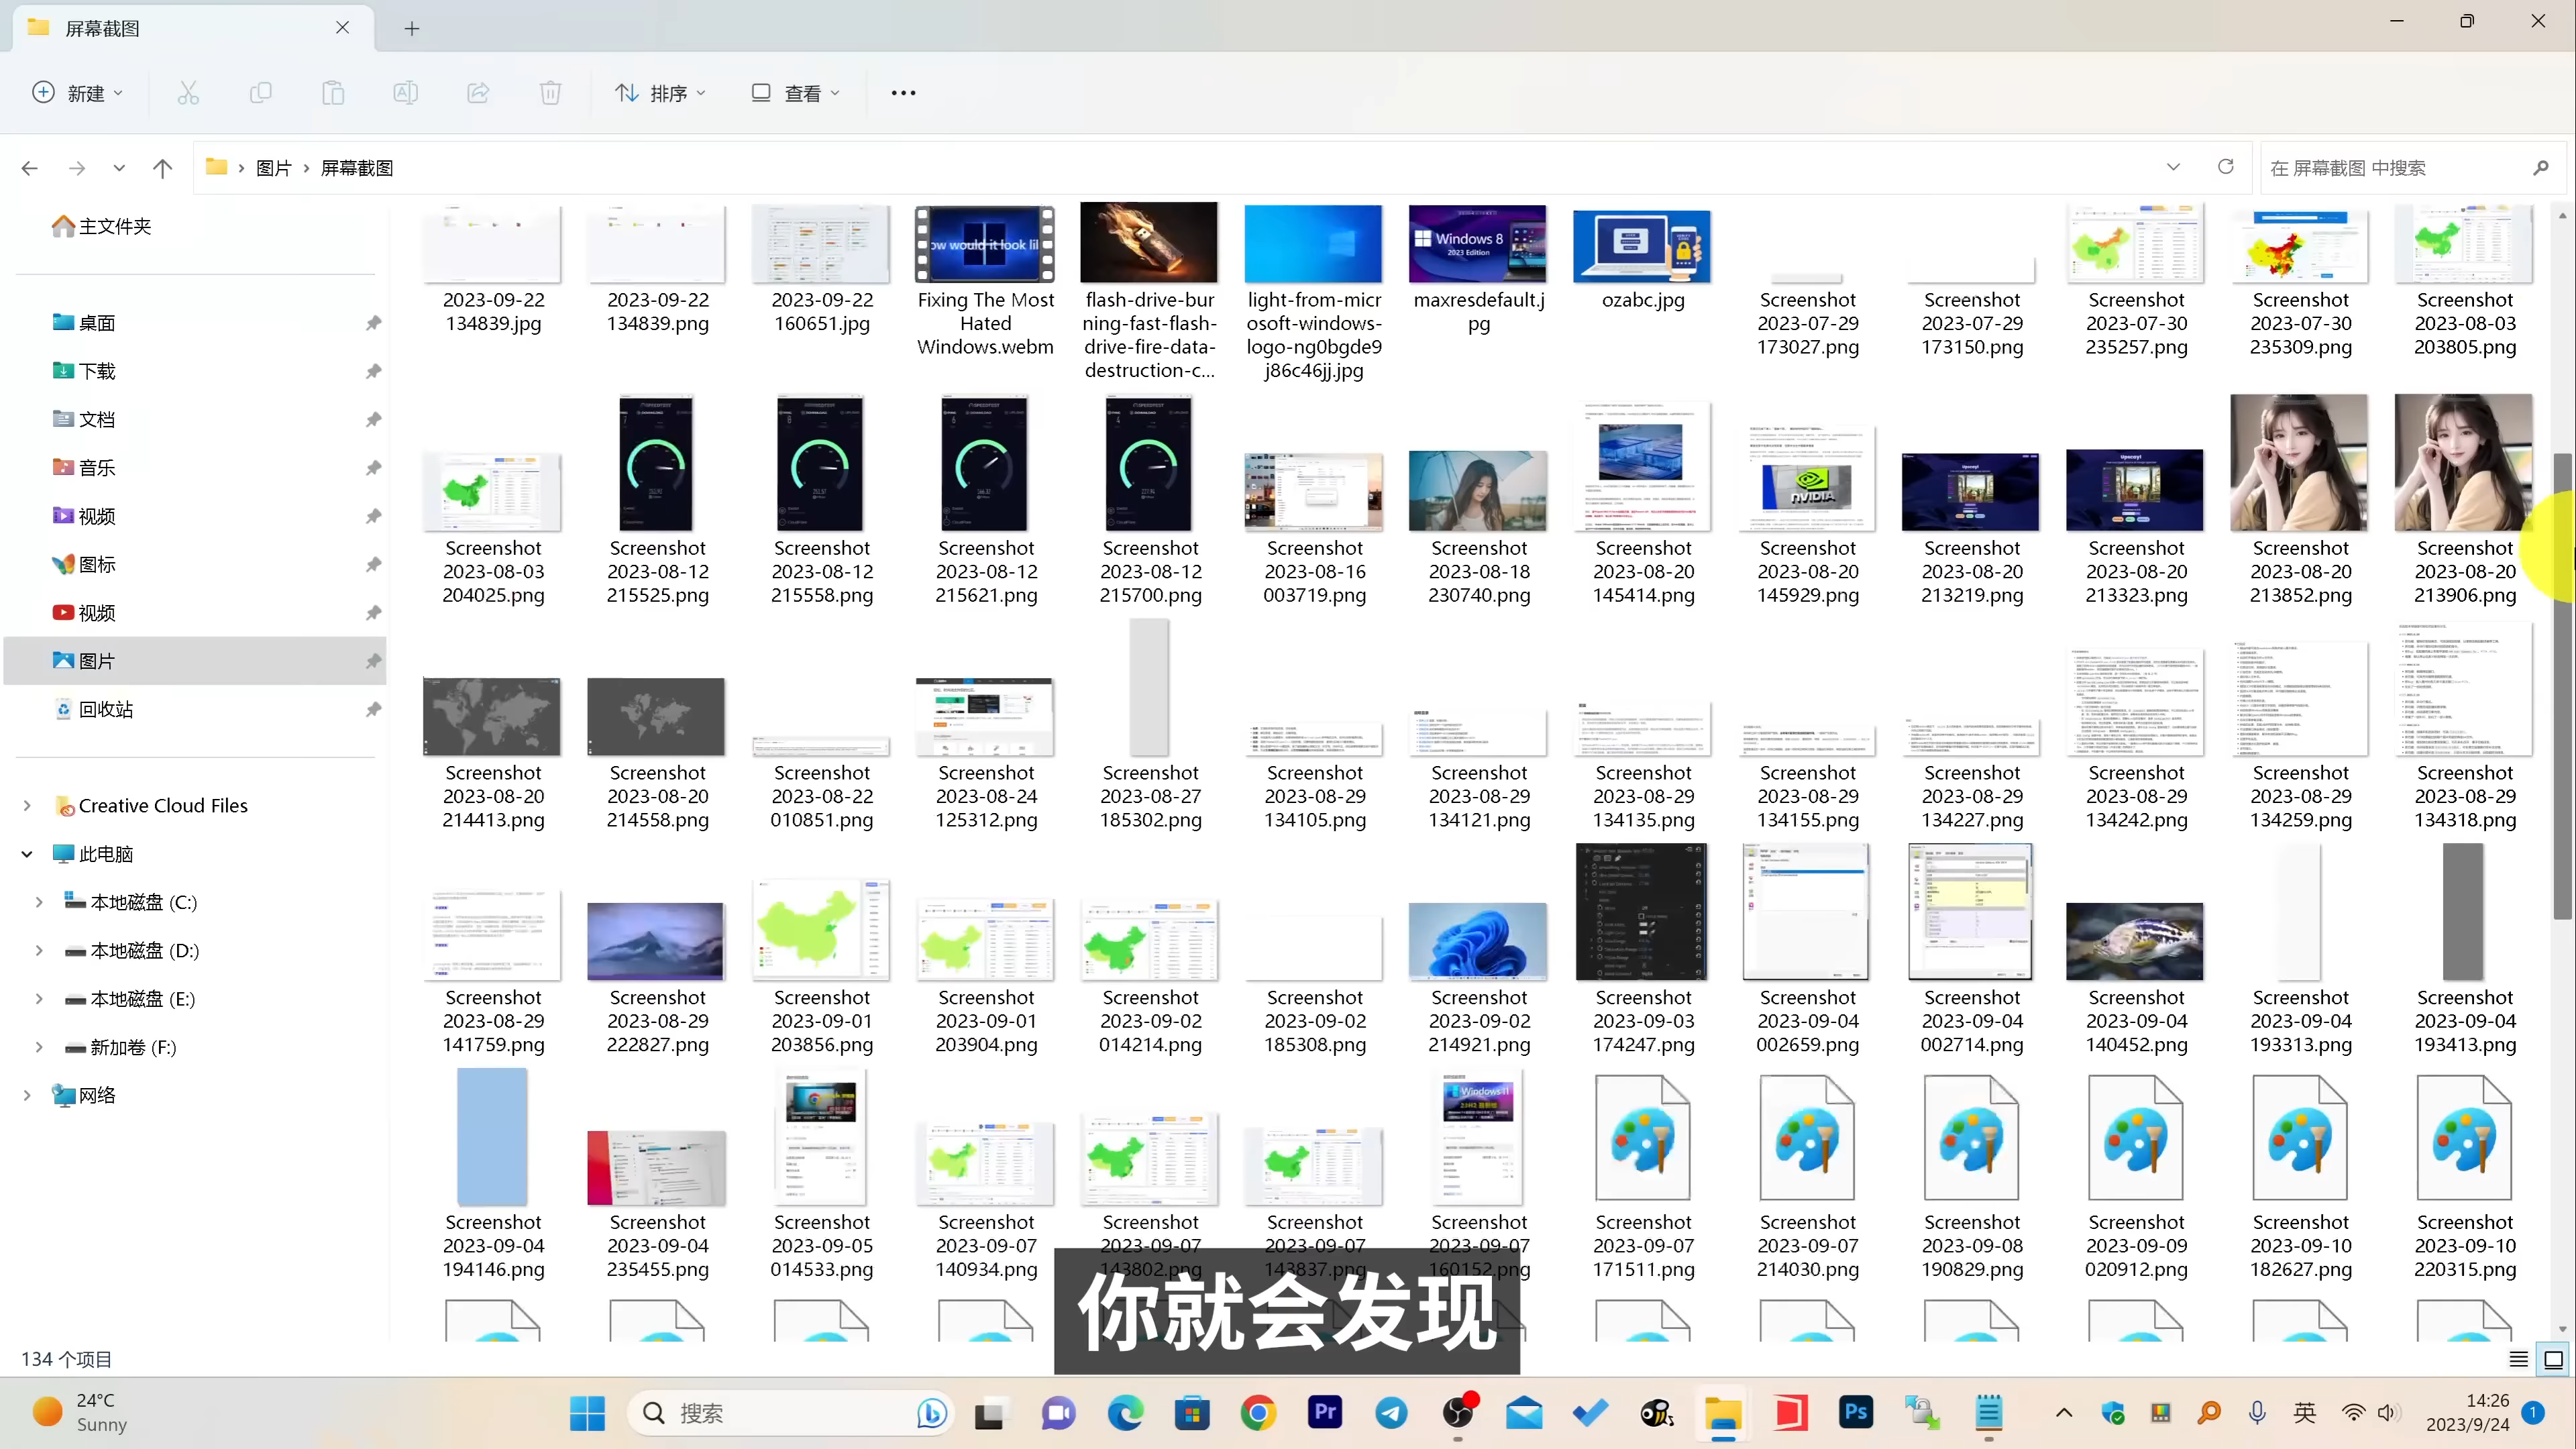 屏幕截图
新建
排序
查看
图片
屏幕截图
在 屏幕截图 中搜索
主文件夹
桌面
下载
文档
音乐
视频
图标
视频
图片
回收站
Creative Cloud Files
此电脑
本地磁盘 (C:)
本地磁盘 (D:)
本地磁盘 (E:)
新加卷 (F:)
网络
ow would it look lil
Windows 8
2023 Edition
2023-09-22
134839.jpg
2023-09-22
134839.png
2023-09-22
160651.jpg
Fixing The Most
Hated
Windows.webm
flash-drive-bur
ning-fast-flash-
drive-fire-data-
destruction-c...
light-from-micr
osoft-windows-
logo-ng0bgde9
j86c46jj.jpg
maxresdefault.j
pg
ozabc.jpg
Screenshot
2023-07-29
173027.png
Screenshot
2023-07-29
173150.png
Screenshot
2023-07-30
235257.png
Screenshot
2023-07-30
235309.png
Screenshot
2023-08-03
203805.png
NVIDIA
Upscayl
Upscayl
Screenshot
2023-08-03
204025.png
Screenshot
2023-08-12
215525.png
Screenshot
2023-08-12
215558.png
Screenshot
2023-08-12
215621.png
Screenshot
2023-08-12
215700.png
Screenshot
2023-08-16
003719.png
Screenshot
2023-08-18
230740.png
Screenshot
2023-08-20
145414.png
Screenshot
2023-08-20
145929.png
Screenshot
2023-08-20
213219.png
Screenshot
2023-08-20
213323.png
Screenshot
2023-08-20
213852.png
Screenshot
2023-08-20
213906.png
Screenshot
2023-08-20
214413.png
Screenshot
2023-08-20
214558.png
Screenshot
2023-08-22
010851.png
Screenshot
2023-08-24
125312.png
Screenshot
2023-08-27
185302.png
Screenshot
2023-08-29
134105.png
Screenshot
2023-08-29
134121.png
Screenshot
2023-08-29
134135.png
Screenshot
2023-08-29
134155.png
Screenshot
2023-08-29
134227.png
Screenshot
2023-08-29
134242.png
Screenshot
2023-08-29
134259.png
Screenshot
2023-08-29
134318.png
Screenshot
2023-08-29
141759.png
Screenshot
2023-08-29
222827.png
Screenshot
2023-09-01
203856.png
Screenshot
2023-09-01
203904.png
Screenshot
2023-09-02
014214.png
Screenshot
2023-09-02
185308.png
Screenshot
2023-09-02
214921.png
Screenshot
2023-09-03
174247.png
Screenshot
2023-09-04
002659.png
Screenshot
2023-09-04
002714.png
Screenshot
2023-09-04
140452.png
Screenshot
2023-09-04
193313.png
Screenshot
2023-09-04
193413.png
Windows 11
Screenshot
2023-09-04
194146.png
Screenshot
2023-09-04
235455.png
Screenshot
2023-09-05
014533.png
Screenshot
2023-09-07
140934.png
Screenshot
2023-09-07
143802.png
Screenshot
2023-09-07
143837.png
Screenshot
2023-09-07
160152.png
Screenshot
2023-09-07
171511.png
Screenshot
2023-09-07
214030.png
Screenshot
2023-09-08
190829.png
Screenshot
2023-09-09
020912.png
Screenshot
2023-09-10
182627.png
Screenshot
2023-09-10
220315.png
你就会发现
134 个项目
24°C
Sunny
搜索
Pr
Ps
英
14:26
2023/9/24
1